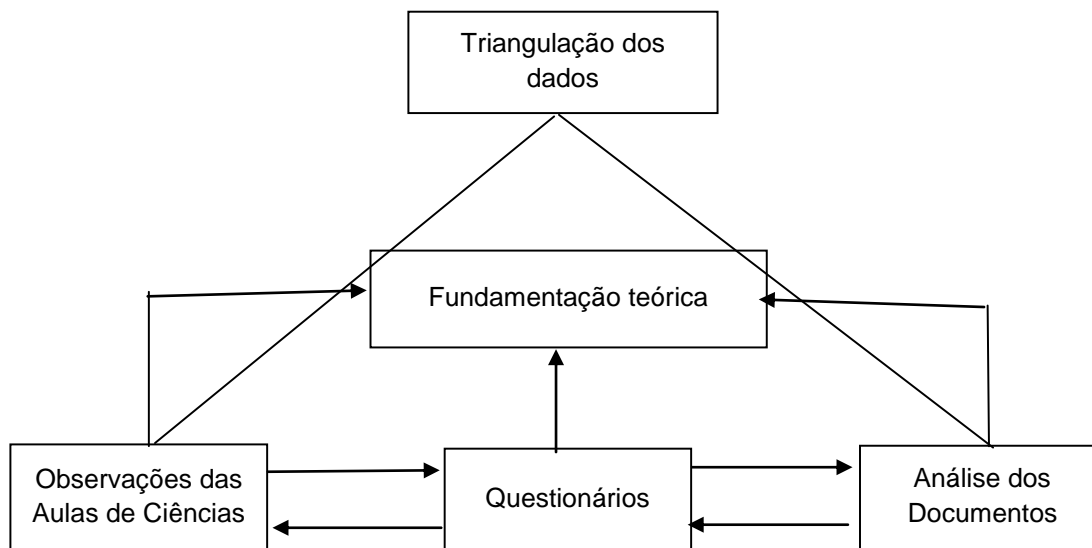 Triangulação dos
dados
Fundamentação teórica
Observações das
Aulas de Ciências
Questionários
Análise dos
Documentos